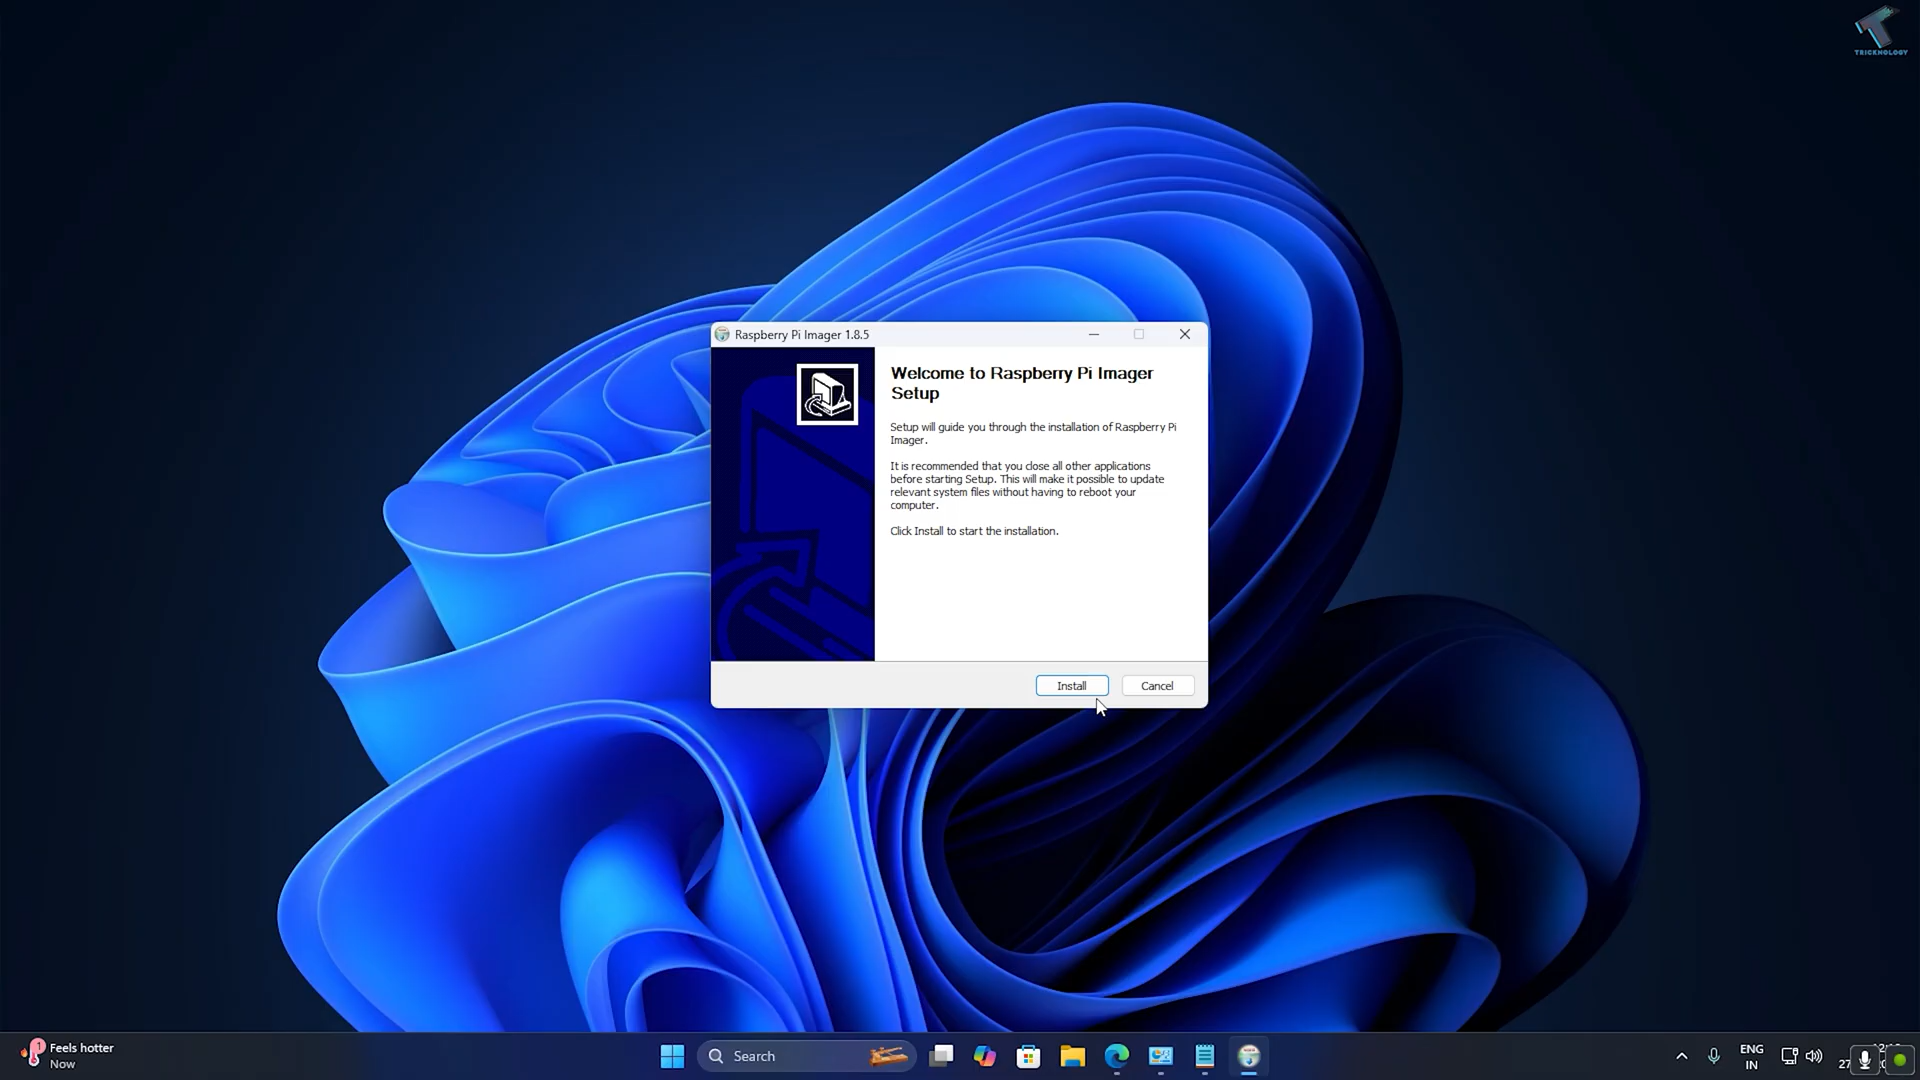 TRICKNOLOGY
Raspberry Pi Imager 1.8.5
Welcome to Raspberry Pi Imager
Setup
Setup will guide you through the installation of Raspberry Pi
Imager.
It is recommended that you close all other applications
before starting Setup. This will make it possible to update
relevant system files without having to reboot your
computer.
Click Install to start the installation.
Install
Cancel
1
Feels hotter
Now
Search
ENG
IN